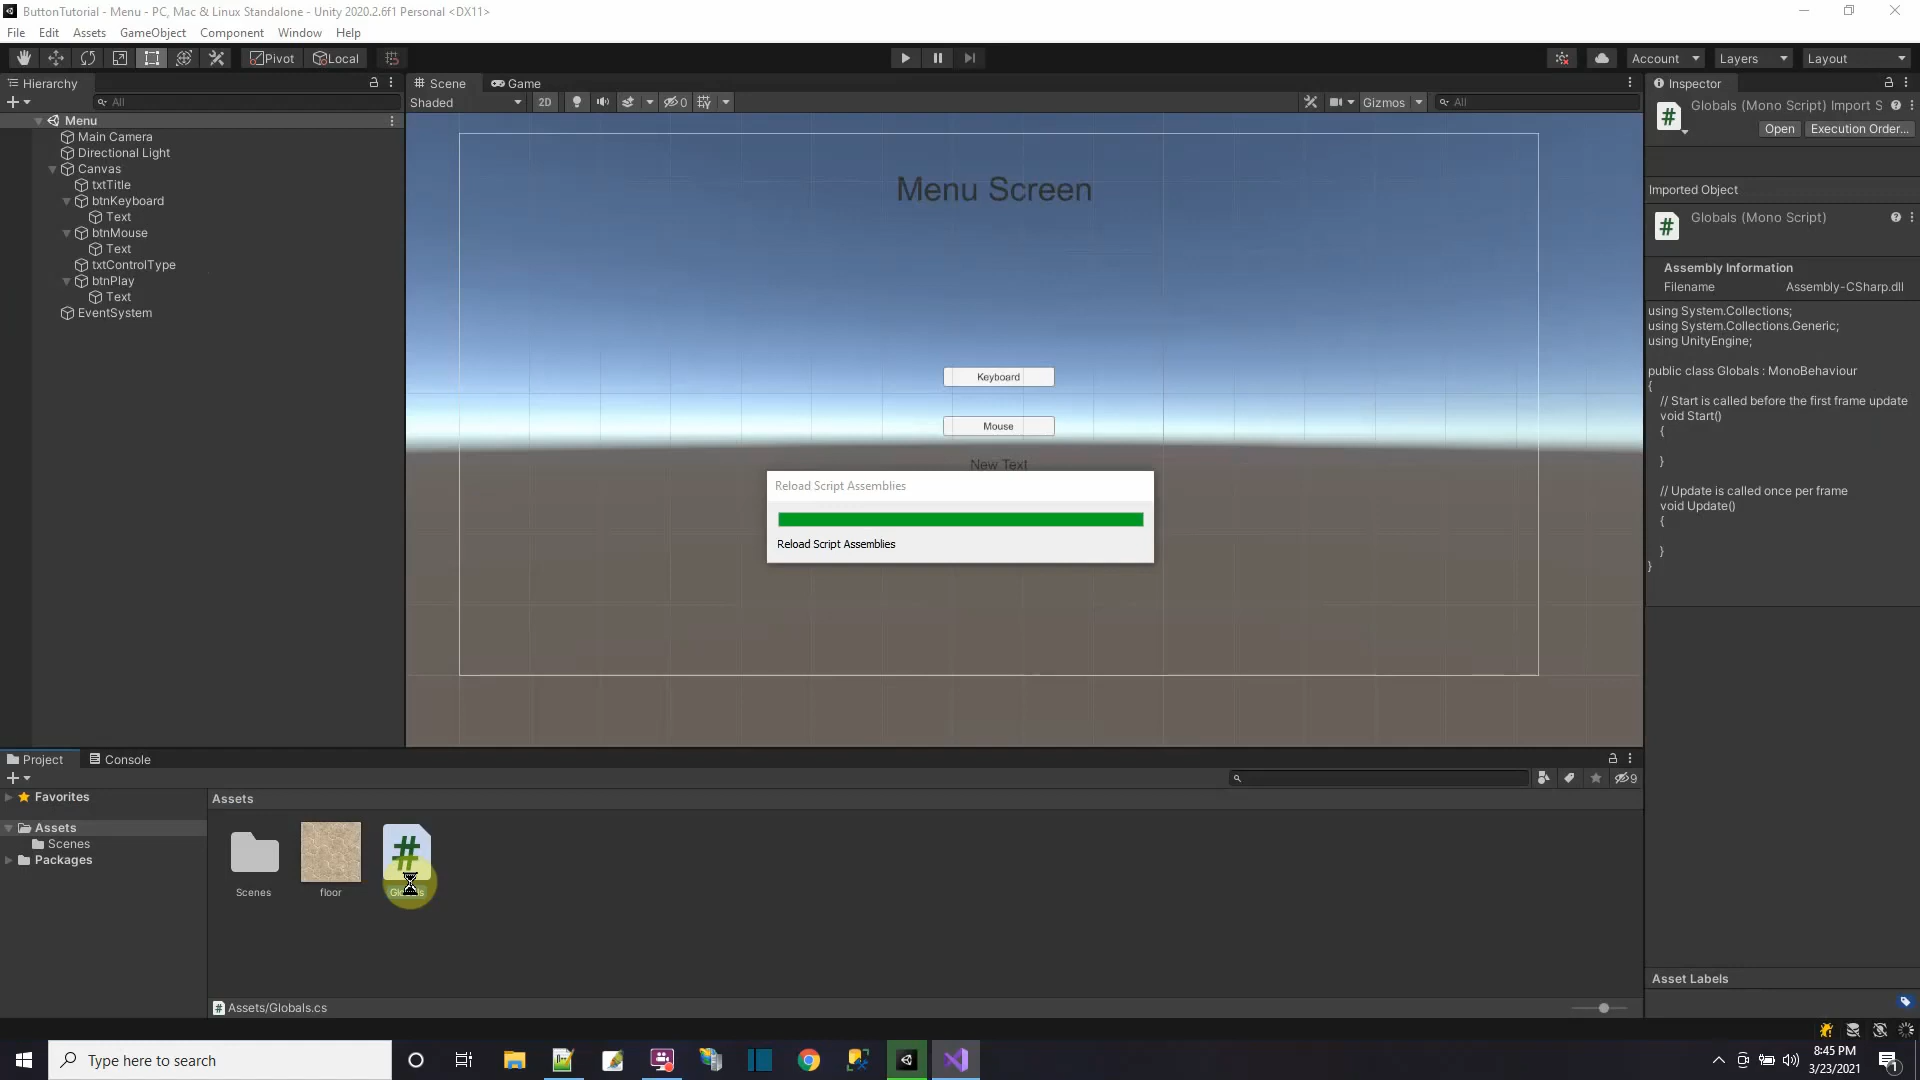 ButtonTutorial - Menu - PC, Mac & Linux Standalone - Unity 2020.2.6f1 Personal <DX11>
File Edit Assets GameObject Component Window Help
Pivot Local Account Layers Layout
Hierarchy
All
Menu
Main Camera
Directional Light
Canvas
txtTitle
btnKeyboard
Text
btnMouse
Text
txtControlType
btnPlay
Text
EventSystem
Scene Game
Shaded 2D 0 Gizmos All
Menu Screen
Keyboard
Mouse
New Text
Reload Script Assemblies
Reload Script Assemblies
Inspector
Globals (Mono Script) Import S
Open Execution Order...
Imported Object
Globals (Mono Script)
Assembly Information
Filename Assembly-CSharp.dll
using System.Collections;
using System.Collections.Generic;
using UnityEngine;
public class Globals : MonoBehaviour
{
// Start is called before the first frame update
void Start()
{
}
// Update is called once per frame
void Update()
{
}
}
Asset Labels
Project Console
9
Favorites
Assets
Scenes
Packages
Assets
Scenes
floor
Assets/Globals.cs
Type here to search
8:45 PM
3/23/2021
1